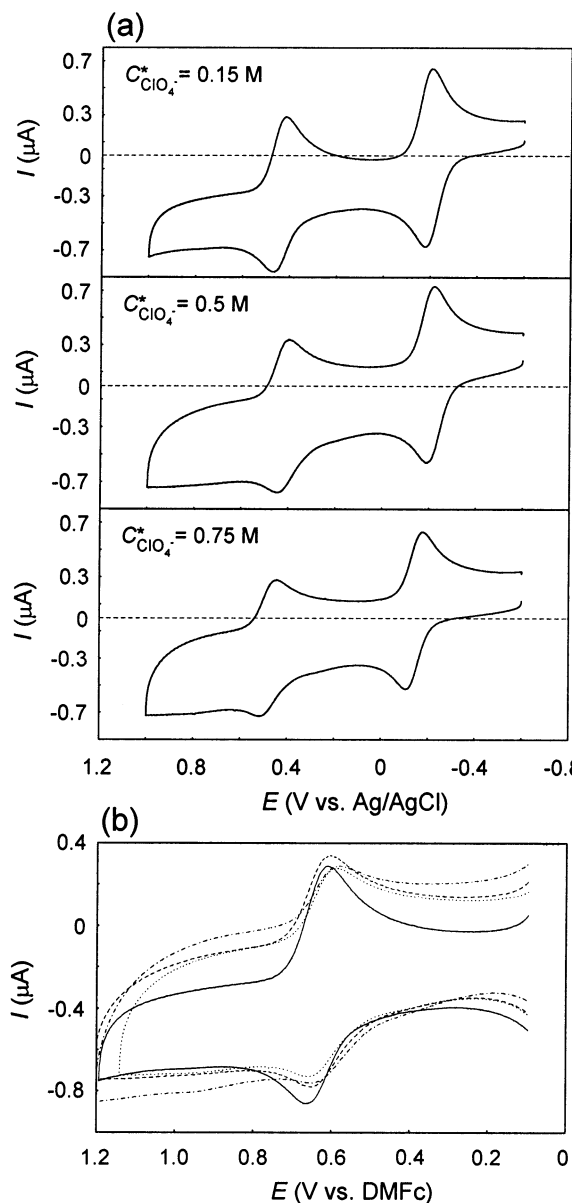 (a)
C*ClO4- = 0.15 M
I (μA)
0.7
0.3
0
-0.3
-0.7
C*ClO4- = 0.5 M
I (μA)
0.7
0.3
0
-0.3
-0.7
C*ClO4- = 0.75 M
I (μA)
0.7
0.3
0
-0.3
-0.7
1.2 0.8 0.4 0 -0.4 -0.8
E (V vs. Ag/AgCl)
(b)
I (μA)
0.4
0
-0.4
-0.8
1.2 1.0 0.8 0.6 0.4 0.2 0
E (V vs. DMFc)